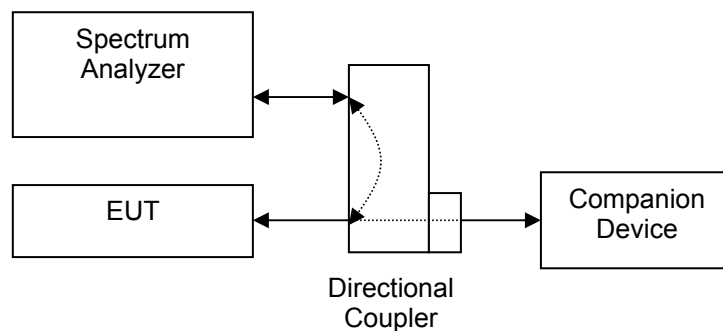 Spectrum
Analyzer
EUT
Companion
Device
Directional
Coupler